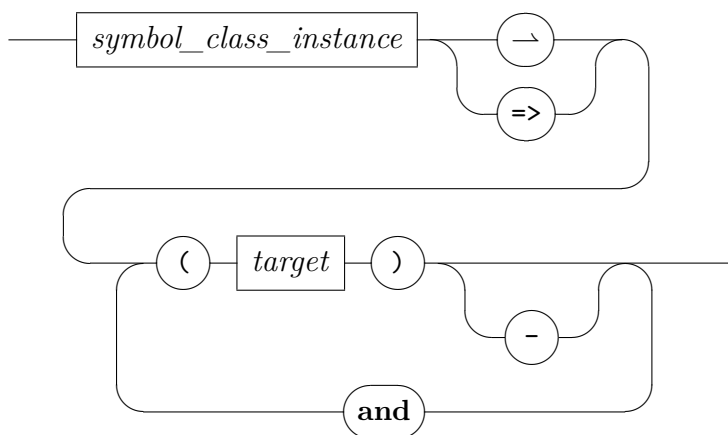 symbol_class_instance ⇀
=>
( target )
-
and